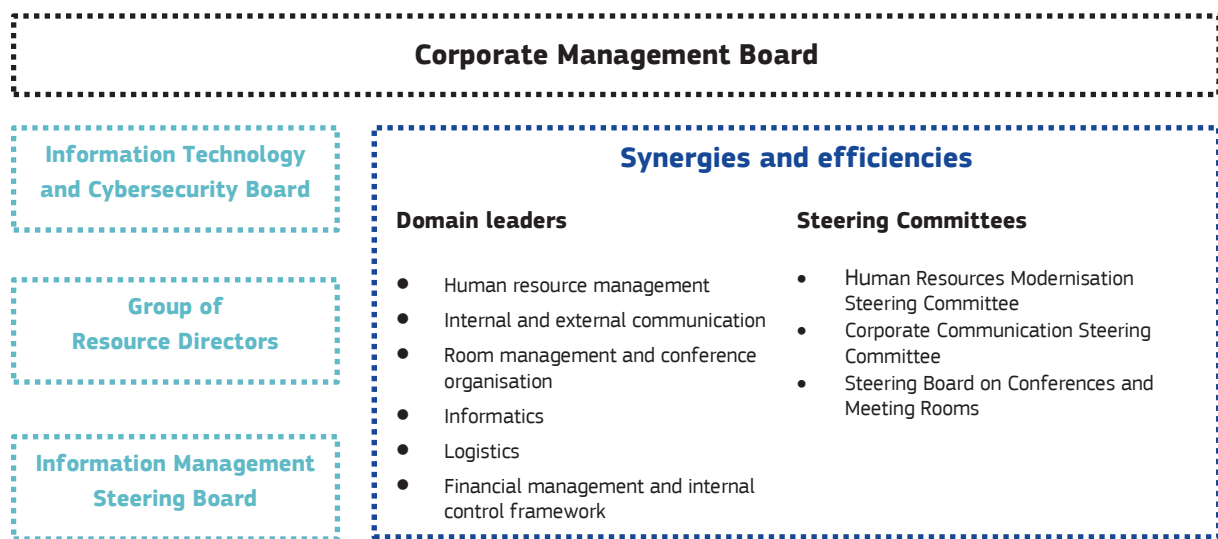 Corporate Management Board
Information Technology
and Cybersecurity Board
Group of
Resource Directors
Information Management
Steering Board
Synergies and efficiencies
Domain leaders
● Human resource management
● Internal and external communication
● Room management and conference
organisation
● Informatics
● Logistics
● Financial management and internal
control framework
Steering Committees
• Human Resources Modernisation
Steering Committee
• Corporate Communication Steering
Committee
• Steering Board on Conferences and
Meeting Rooms